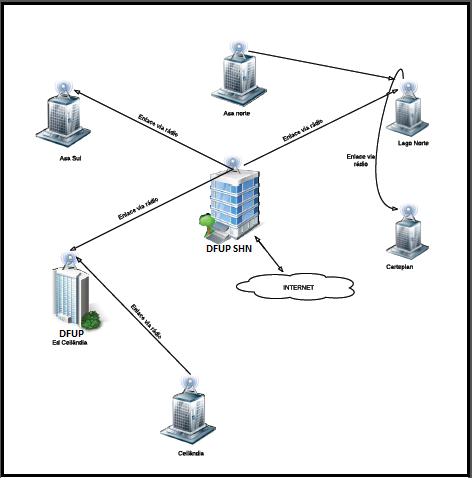 Asa norte
Enlace via rádio
Enlace via rádio
Asa Sul
Lago Norte
Enlace via
rádio
Enlace via rádio
DFUP SHN
Carteplan
INTERNET
Enlace via rádio
DFUP
Ed Ceilândia
Ceilândia